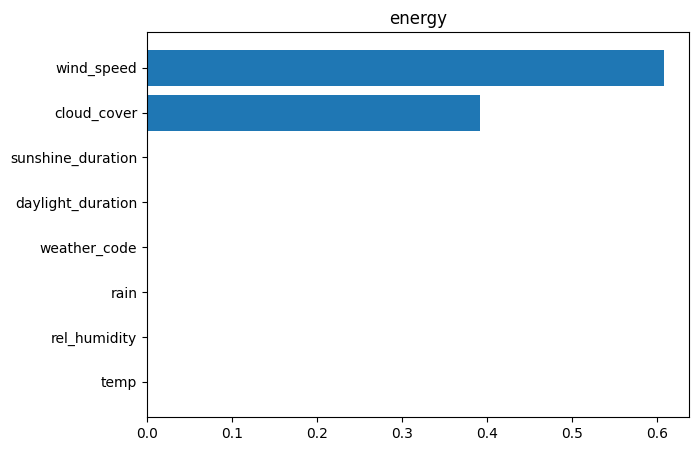 energy
wind_speed
cloud_cover
sunshine_duration
daylight_duration
weather_code
rain
rel_humidity
temp
0.0 0.1 0.2 0.3 0.4 0.5 0.6